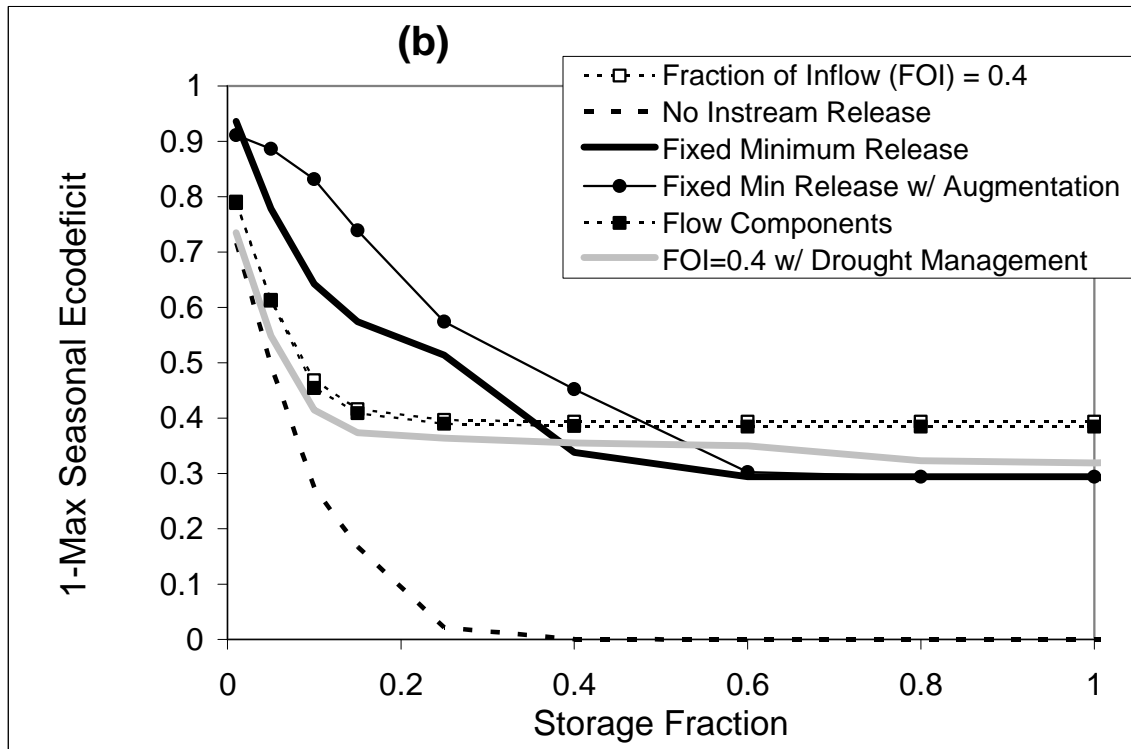 (b)
Fraction of Inflow (FOI) = 0.4
No Instream Release
Fixed Minimum Release
Fixed Min Release w/ Augmentation
Flow Components
FOI=0.4 w/ Drought Management
1-Max Seasonal Ecodeficit
1
0.9
0.8
0.7
0.6
0.5
0.4
0.3
0.2
0.1
0
0 0.2 0.4 0.6 0.8 1
Storage Fraction